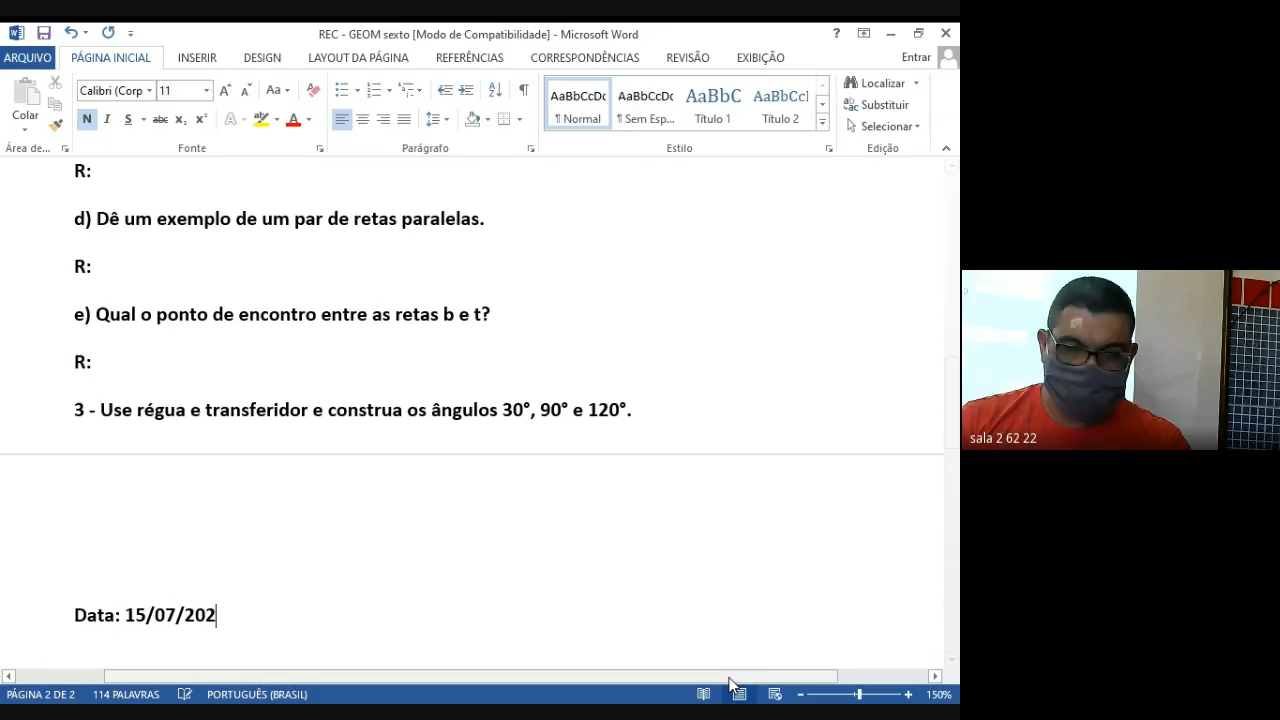 REC - GEOM sexto [Modo de Compatibilidade] - Microsoft Word
ARQUIVO PÁGINA INICIAL INSERIR DESIGN LAYOUT DA PÁGINA REFERÊNCIAS CORRESPONDÊNCIAS REVISÃO EXIBIÇÃO Entrar
Colar
Calibri (Corp 11
Aa
N I S abc x₂ x²
AaBbCcDc AaBbCcDc AaBbC AaBbCcl
¶ Normal ¶ Sem Esp... Título 1 Título 2
Localizar
Substituir
Selecionar
Área de... Fonte Parágrafo Estilo Edição
R:
d) Dê um exemplo de um par de retas paralelas.
R:
e) Qual o ponto de encontro entre as retas b e t?
R:
3 - Use régua e transferidor e construa os ângulos 30°, 90° e 120°.
Data: 15/07/202
sala 2 62 22
PÁGINA 2 DE 2 114 PALAVRAS PORTUGUÊS (BRASIL) 150%